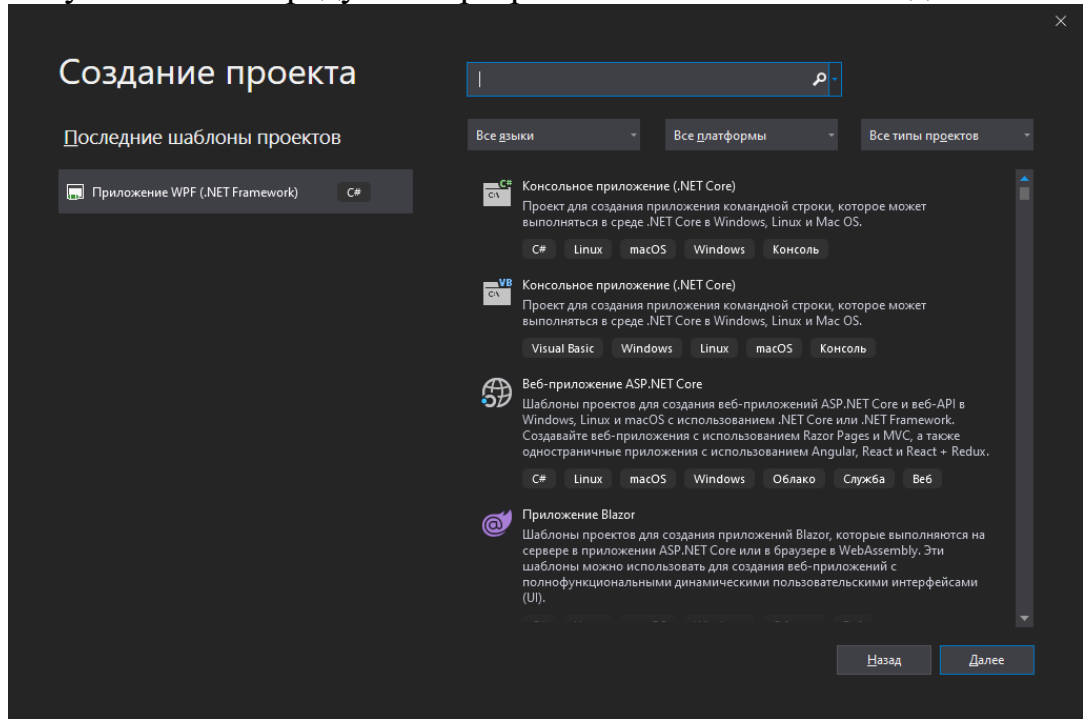 Создание проекта
Последние шаблоны проектов
Приложение WPF (.NET Framework) C#
Все языки Все платформы Все типы проектов
C#
Консольное приложение (.NET Core)
Проект для создания приложения командной строки, которое может
выполняться в среде .NET Core в Windows, Linux и Mac OS.
C# Linux macOS Windows Консоль
VB
Консольное приложение (.NET Core)
Проект для создания приложения командной строки, которое может
выполняться в среде .NET Core в Windows, Linux и Mac OS.
Visual Basic Windows Linux macOS Консоль
Веб-приложение ASP.NET Core
Шаблоны проектов для создания веб-приложений ASP.NET Core и веб-API в
Windows, Linux и macOS с использованием .NET Core или .NET Framework.
Создавайте веб-приложения с использованием Razor Pages и MVC, а также
одностраничные приложения с использованием Angular, React и React + Redux.
C# Linux macOS Windows Облако Служба Веб
Приложение Blazor
Шаблоны проектов для создания приложений Blazor, которые выполняются на
сервере в приложении ASP.NET Core или в браузере в WebAssembly. Эти
шаблоны можно использовать для создания веб-приложений с
полнофункциональными динамическими пользовательскими интерфейсами
(UI).
Назад Далее